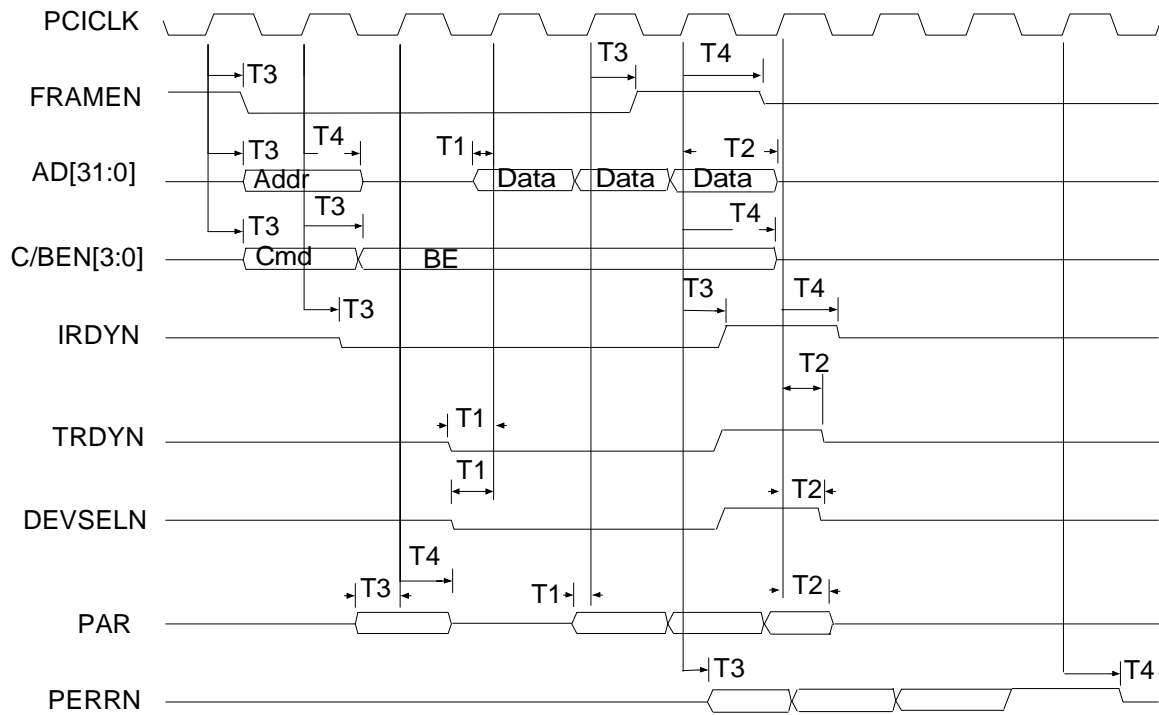 PCICLK
T3 T4
T3
FRAMEN
T4 T1 T2
T3
AD[31:0] Addr Data Data Data
T3 T4
T3
C/BEN[3:0] Cmd BE
T3 T4
T3
IRDYN
T2
T1
TRDYN
T1
T2
DEVSELN
T4
T3 T1 T2
PAR
T3 T4
PERRN